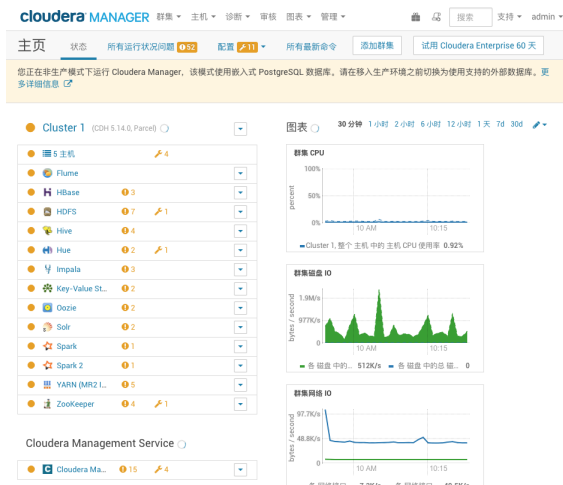 cloudera MANAGER 群集 主机 诊断 审核 图表 管理 搜索 支持 admin
主页 状态 所有运行状况问题 52 配置 11 所有最新命令 添加群集 试用 Cloudera Enterprise 60 天
您正在非生产模式下运行 Cloudera Manager，该模式使用嵌入式 PostgreSQL 数据库。请在移入生产环境之前切换为使用支持的外部数据库。更
多详细信息
Cluster 1 (CDH 5.14.0, Parcel)
5 主机 4
Flume
HBase 3
HDFS 7 1
Hive 4
Hue 2 1
Impala 3
Key-Value St... 2
Oozie 2
Solr 2
Spark 1
Spark 2 1
YARN (MR2 I... 5
ZooKeeper 4 1
Cloudera Management Service
Cloudera Ma... 15 4
图表 30 分钟 1 小时 2 小时 6 小时 12 小时 1 天 7d 30d
群集 CPU
percent
100%
50%
0%
10 AM 10:15
Cluster 1, 整个 主机 中的 主机 CPU 使用率 0.92%
群集磁盘 IO
bytes / second
1.9M/s
977K/s
0
10 AM 10:15
各 磁盘 中的... 512K/s 各 磁盘 中的总 磁... 0
群集网络 IO
bytes / second
97.7K/s
48.8K/s
0
10 AM 10:15